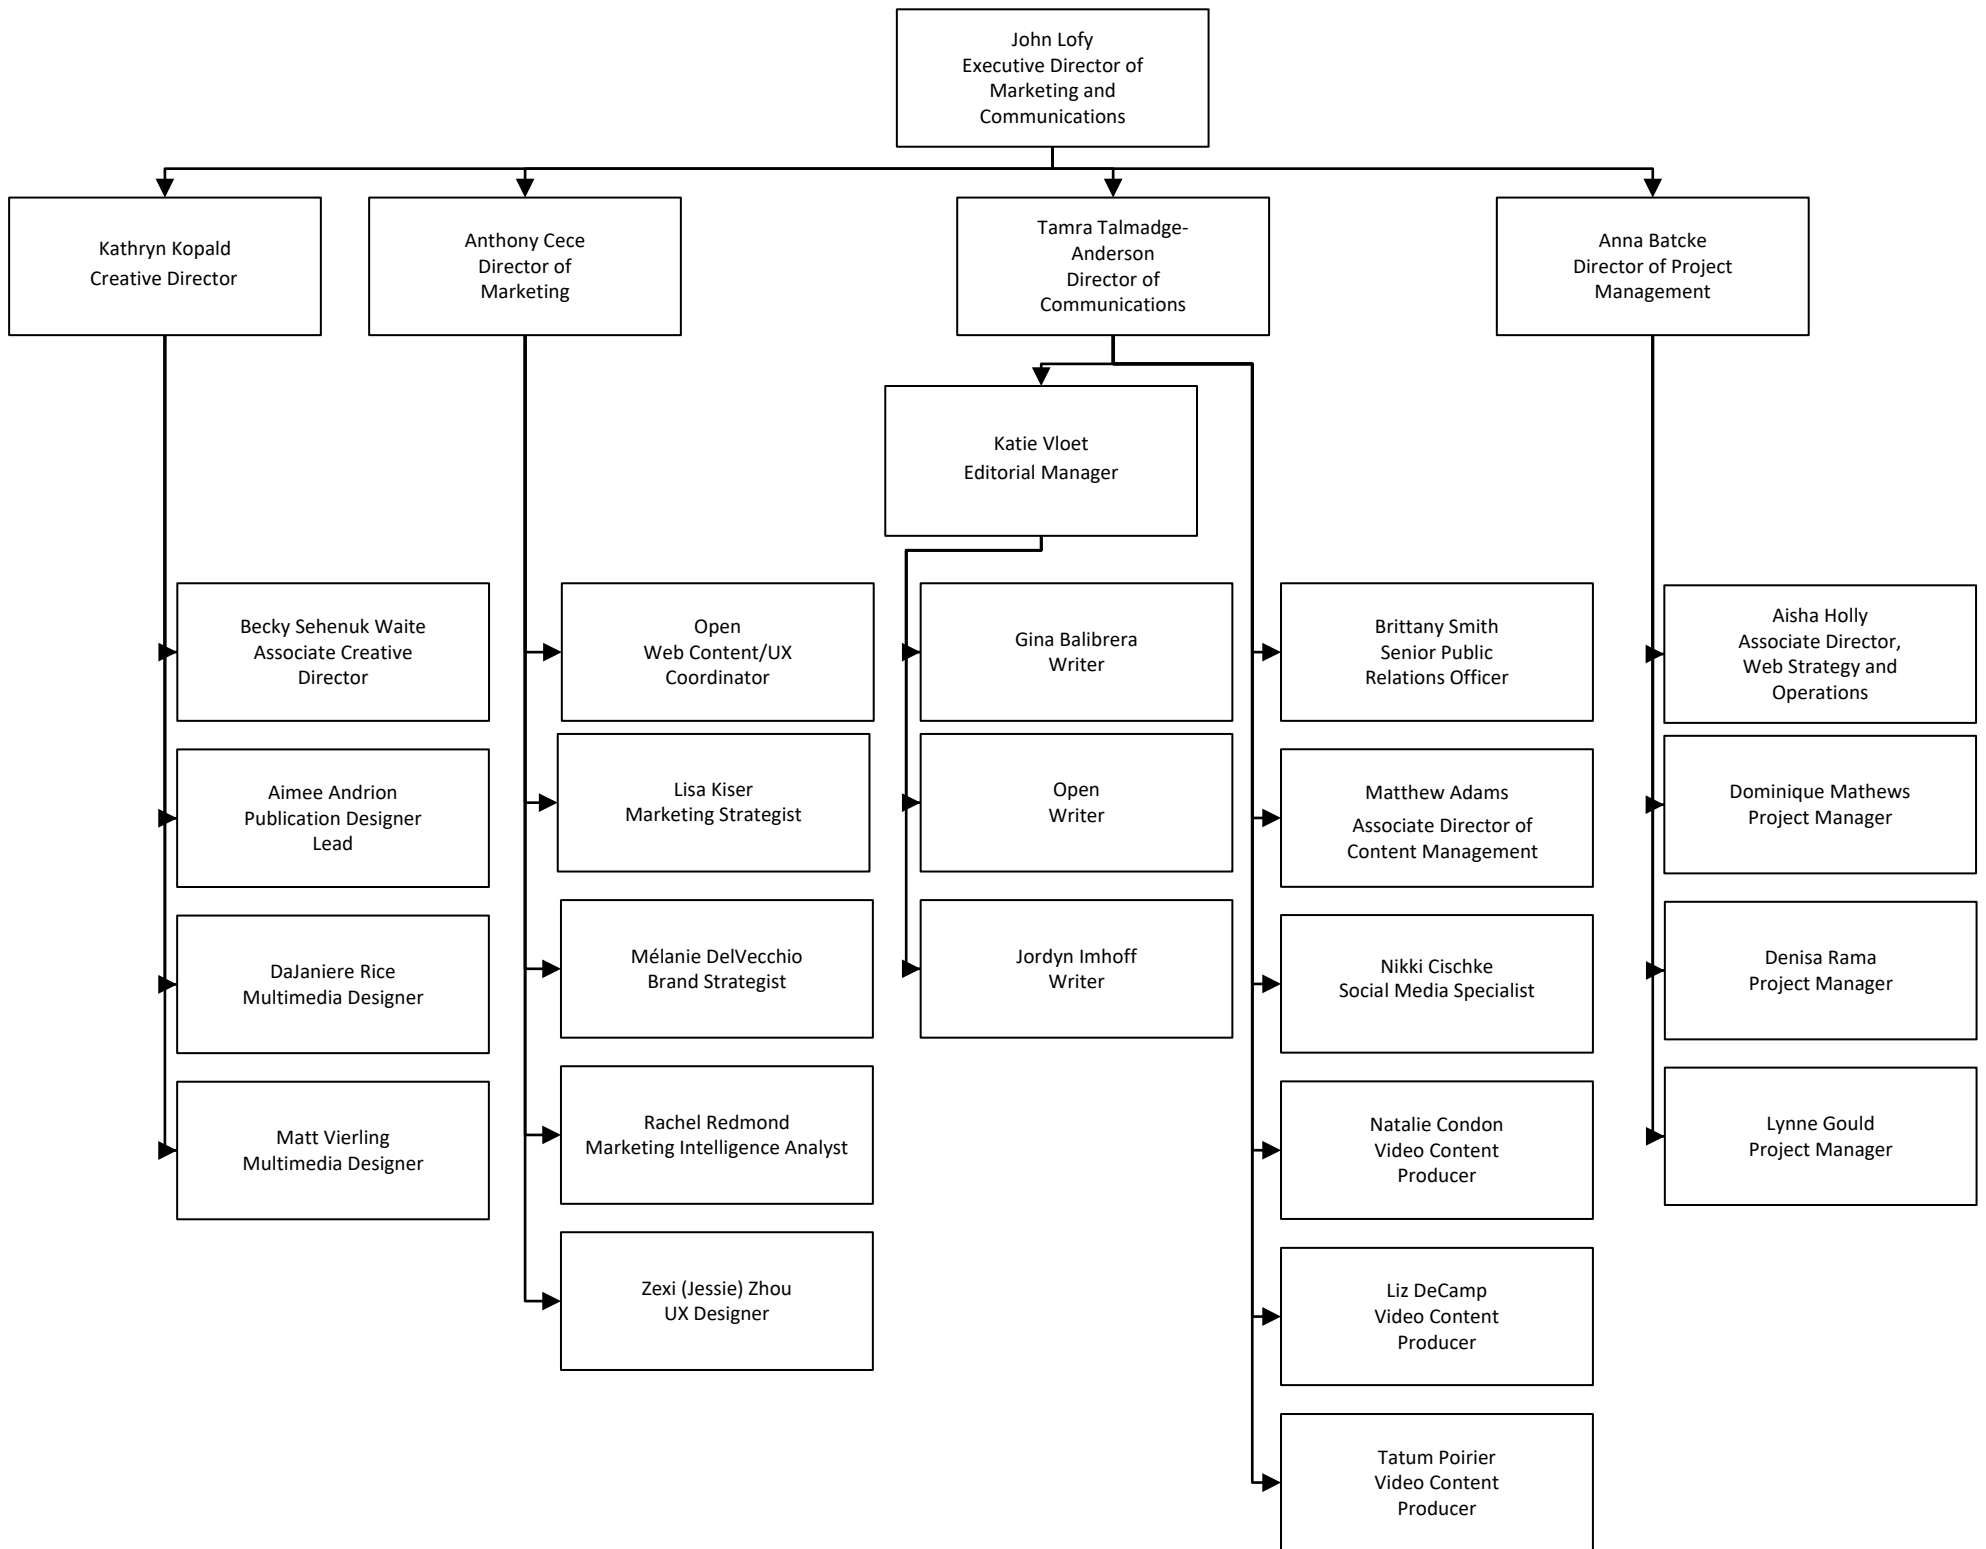 John Lofy
Executive Director of
Marketing and
Communications
Kathryn Kopald
Creative Director
Anthony Cece
Director of
Marketing
Tamra Talmadge-
Anderson
Director of
Communications
Anna Batcke
Director of Project
Management
Katie Vloet
Editorial Manager
Becky Sehenuk Waite
Associate Creative
Director
Aimee Andrion
Publication Designer
Lead
DaJaniere Rice
Multimedia Designer
Matt Vierling
Multimedia Designer
Open
Web Content/UX
Coordinator
Lisa Kiser
Marketing Strategist
Mélanie DelVecchio
Brand Strategist
Rachel Redmond
Marketing Intelligence Analyst
Zexi (Jessie) Zhou
UX Designer
Gina Balibrera
Writer
Open
Writer
Jordyn Imhoff
Writer
Brittany Smith
Senior Public
Relations Officer
Matthew Adams
Associate Director of
Content Management
Nikki Cischke
Social Media Specialist
Natalie Condon
Video Content
Producer
Liz DeCamp
Video Content
Producer
Tatum Poirier
Video Content
Producer
Aisha Holly
Associate Director,
Web Strategy and
Operations
Dominique Mathews
Project Manager
Denisa Rama
Project Manager
Lynne Gould
Project Manager